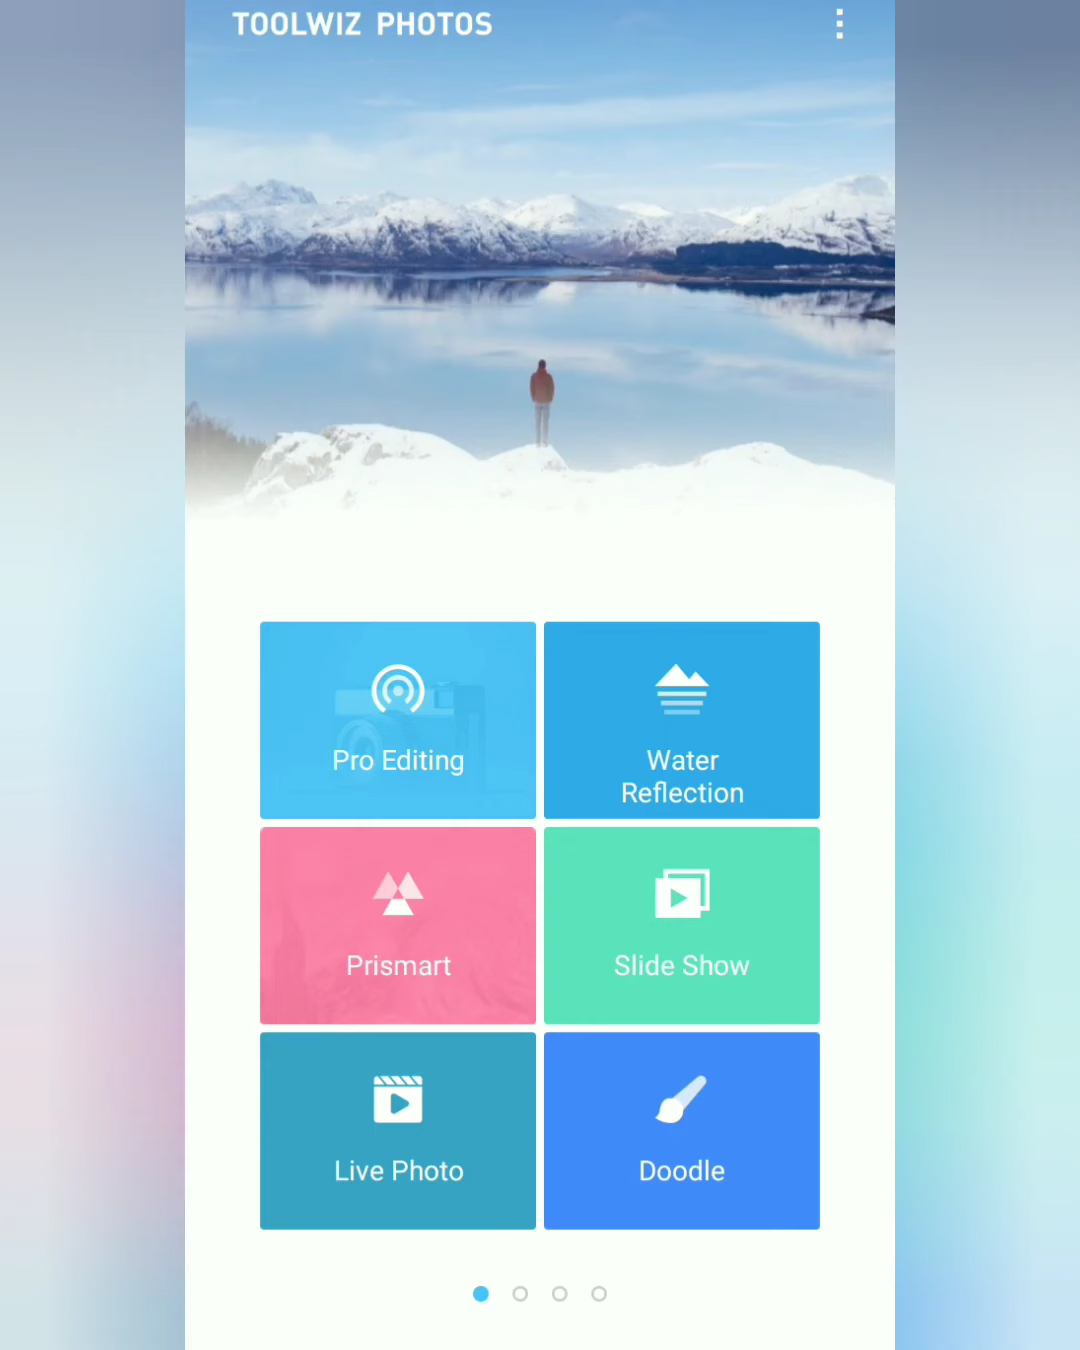 TOOLWIZ PHOTOS
Pro Editing
Water
Reflection
Prismart
Slide Show
Live Photo
Doodle